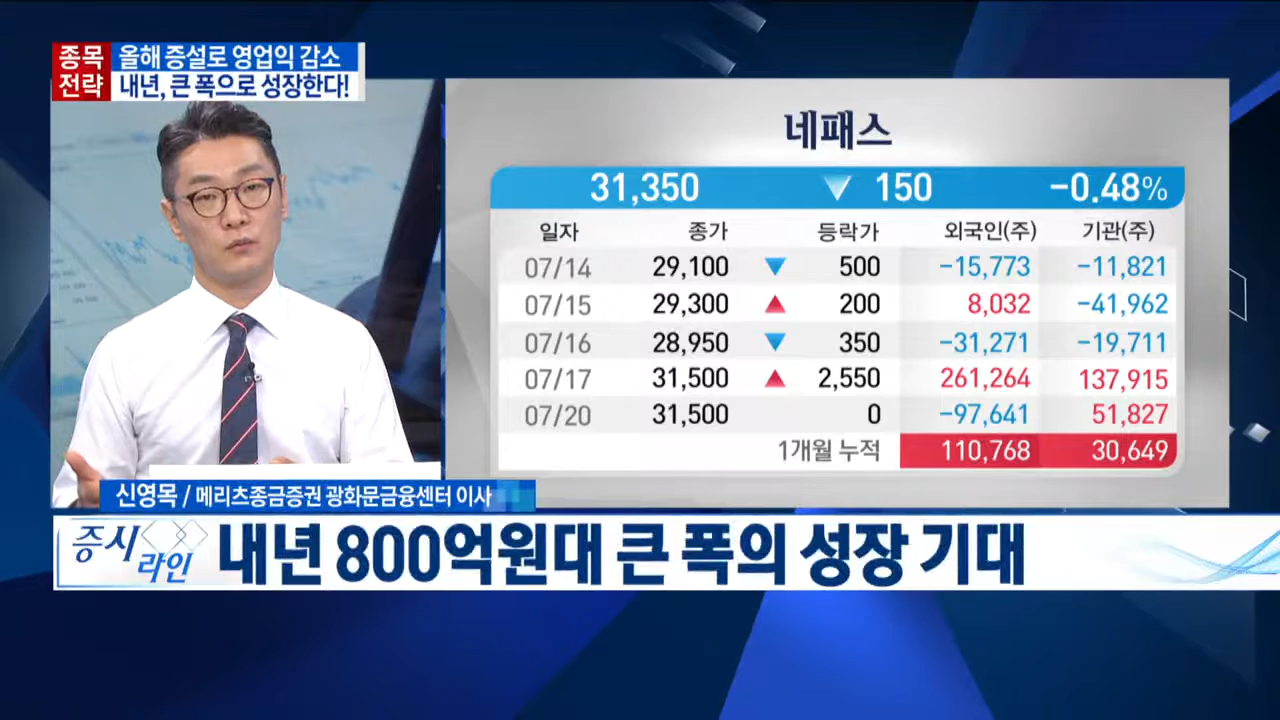 종목
전략
올해 증설로 영업익 감소
내년, 큰 폭으로 성장한다!
네패스
31,350 ▼ 150 -0.48%
일자 종가 등락가 외국인(주) 기관(주)
07/14 29,100 ▼ 500 -15,773 -11,821
07/15 29,300 ▲ 200 8,032 -41,962
07/16 28,950 ▼ 350 -31,271 -19,711
07/17 31,500 ▲ 2,550 261,264 137,915
07/20 31,500 0 -97,641 51,827
1개월 누적 110,768 30,649
신영목 / 메리츠종금증권 광화문금융센터 이사
증시
라인
내년 800억원대 큰 폭의 성장 기대